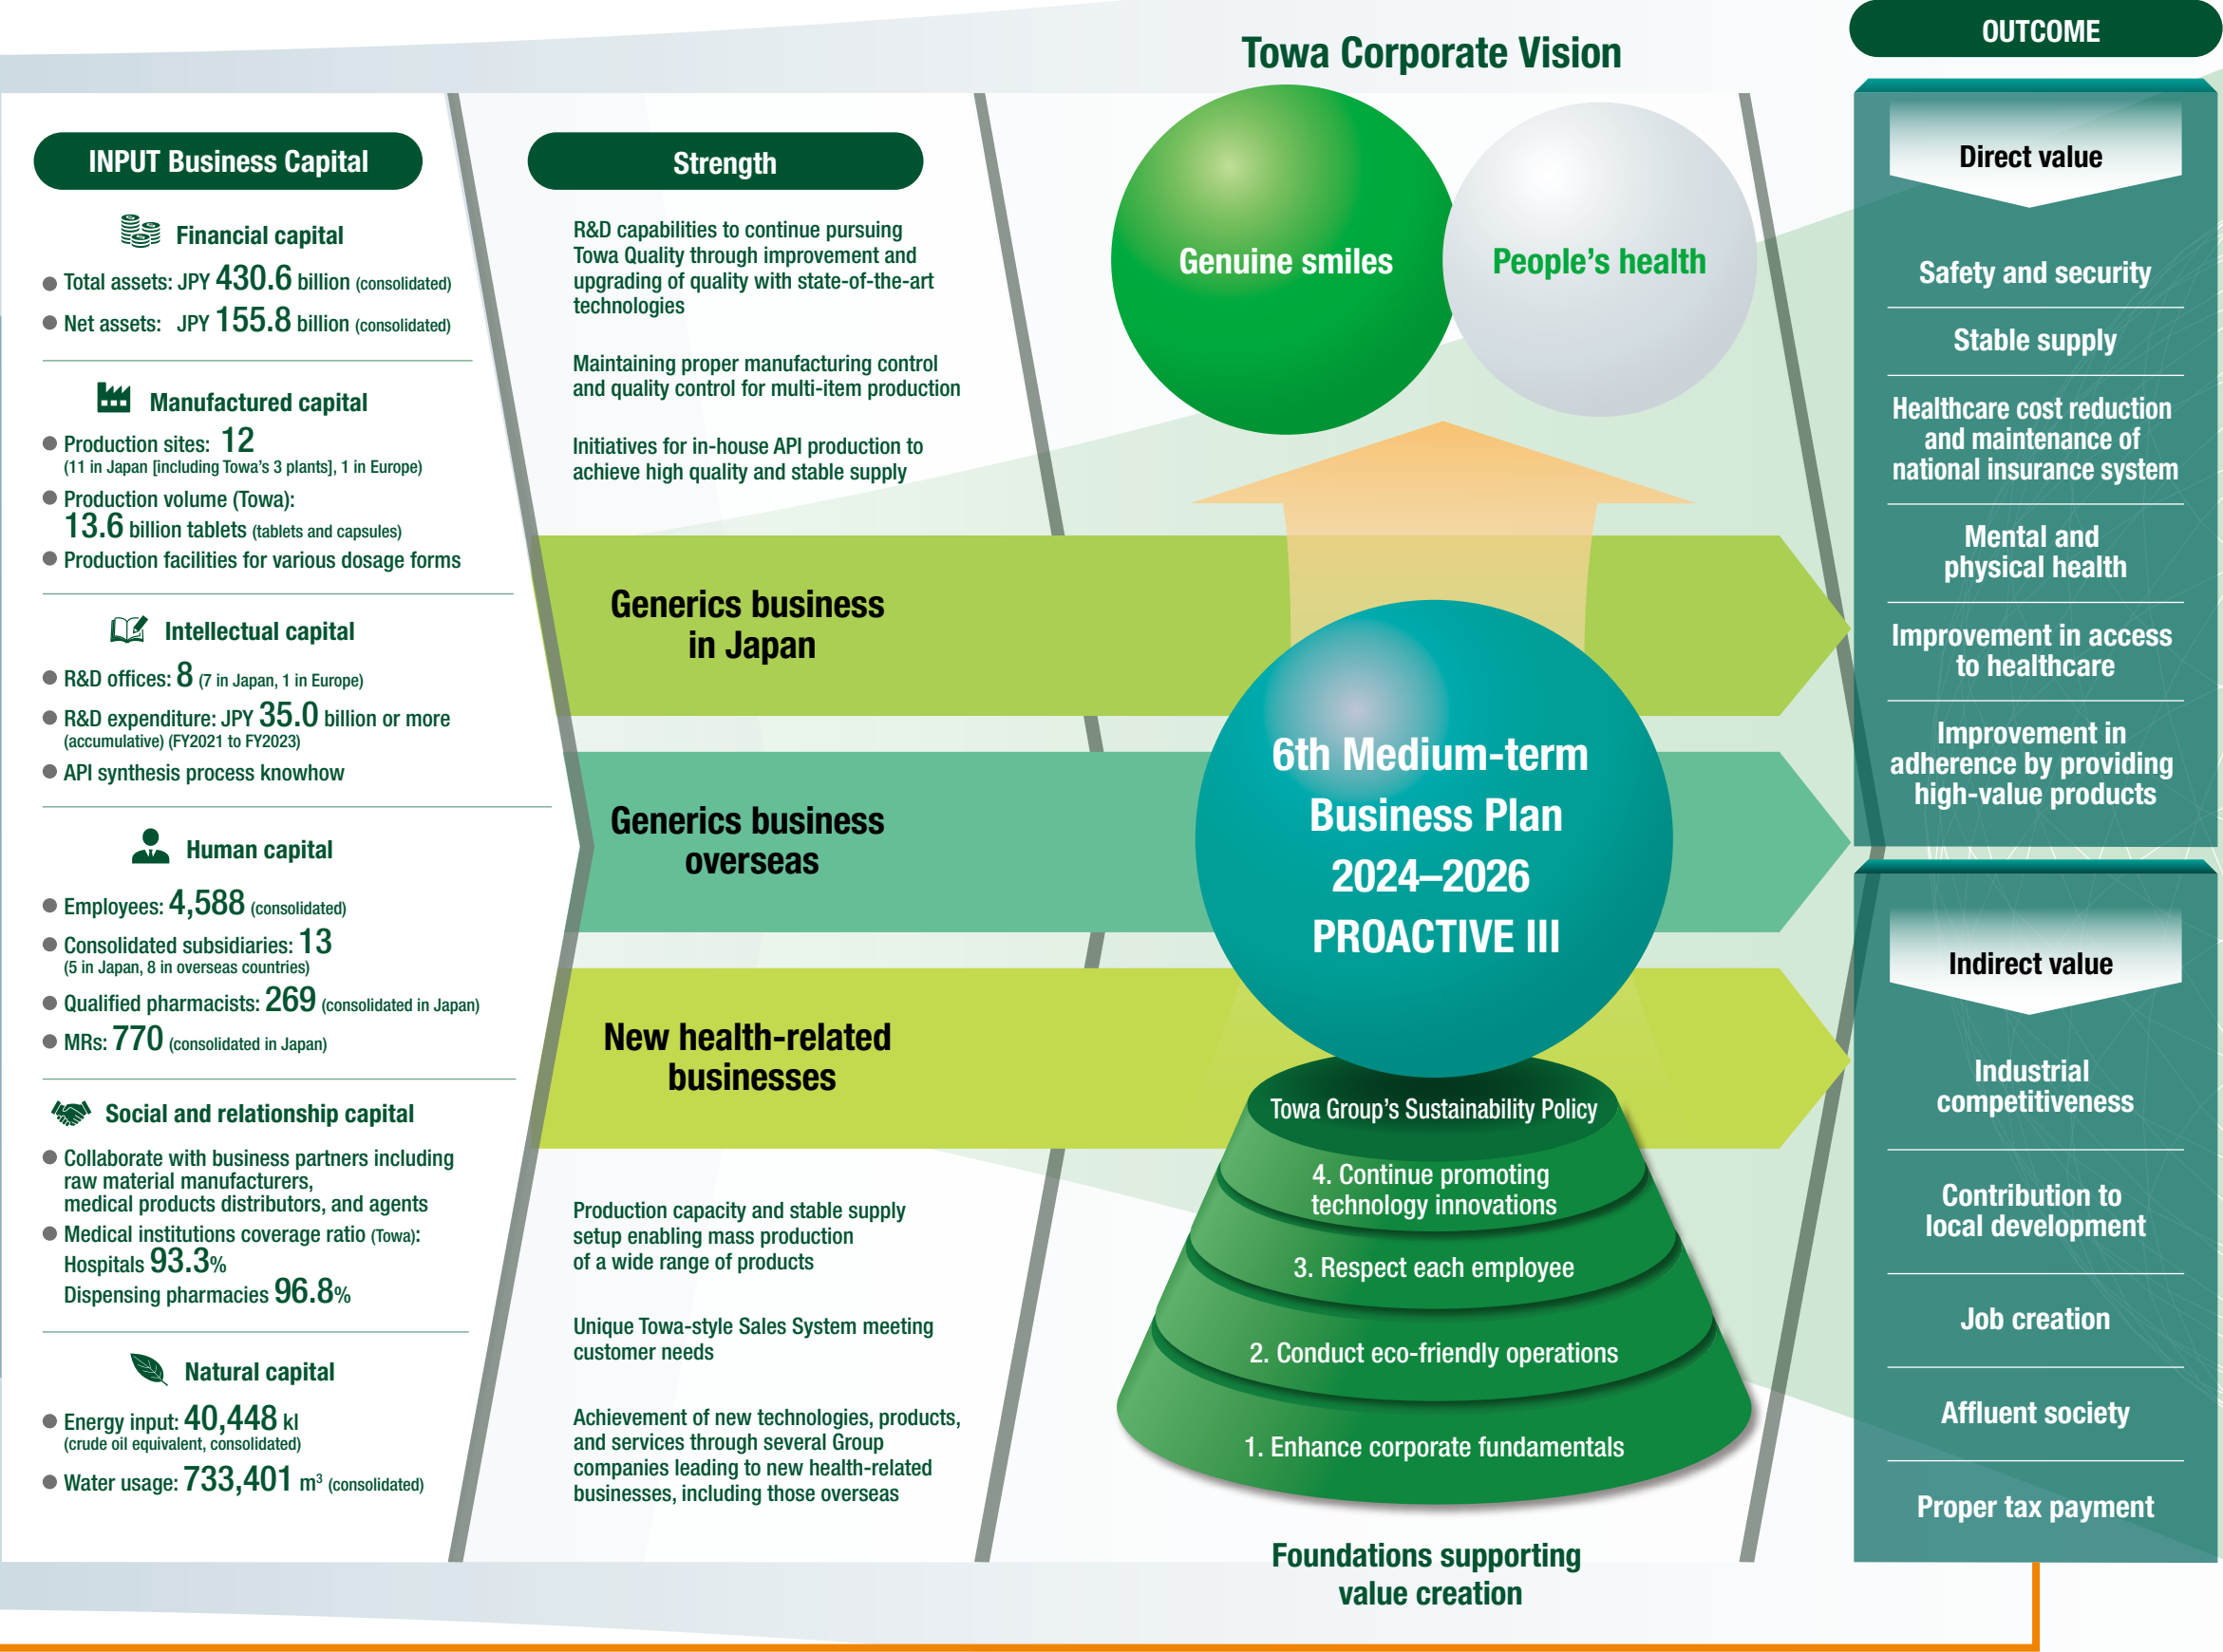 Towa Corporate Vision
OUTCOME
INPUT Business Capital
Financial capital
● Total assets: JPY 430.6 billion (consolidated)
● Net assets: JPY 155.8 billion (consolidated)
Manufactured capital
● Production sites: 12
(11 in Japan [including Towa's 3 plants], 1 in Europe)
● Production volume (Towa):
13.6 billion tablets (tablets and capsules)
● Production facilities for various dosage forms
Intellectual capital
● R&D offices: 8 (7 in Japan, 1 in Europe)
● R&D expenditure: JPY 35.0 billion or more
(accumulative) (FY2021 to FY2023)
● API synthesis process knowhow
Human capital
● Employees: 4,588 (consolidated)
● Consolidated subsidiaries: 13
(5 in Japan, 8 in overseas countries)
● Qualified pharmacists: 269 (consolidated in Japan)
● MRs: 770 (consolidated in Japan)
Social and relationship capital
● Collaborate with business partners including
raw material manufacturers,
medical products distributors, and agents
● Medical institutions coverage ratio (Towa):
Hospitals 93.3%
Dispensing pharmacies 96.8%
Natural capital
● Energy input: 40,448 kl
(crude oil equivalent, consolidated)
● Water usage: 733,401 m³ (consolidated)
Strength
R&D capabilities to continue pursuing
Towa Quality through improvement and
upgrading of quality with state-of-the-art
technologies
Maintaining proper manufacturing control
and quality control for multi-item production
Initiatives for in-house API production to
achieve high quality and stable supply
Generics business
in Japan
Generics business
overseas
New health-related
businesses
Production capacity and stable supply
setup enabling mass production
of a wide range of products
Unique Towa-style Sales System meeting
customer needs
Achievement of new technologies, products,
and services through several Group
companies leading to new health-related
businesses, including those overseas
Genuine smiles
People's health
6th Medium-term
Business Plan
2024–2026
PROACTIVE III
Towa Group's Sustainability Policy
4. Continue promoting
technology innovations
3. Respect each employee
2. Conduct eco-friendly operations
1. Enhance corporate fundamentals
Foundations supporting
value creation
Direct value
Safety and security
Stable supply
Healthcare cost reduction
and maintenance of
national insurance system
Mental and
physical health
Improvement in access
to healthcare
Improvement in
adherence by providing
high-value products
Indirect value
Industrial
competitiveness
Contribution to
local development
Job creation
Affluent society
Proper tax payment